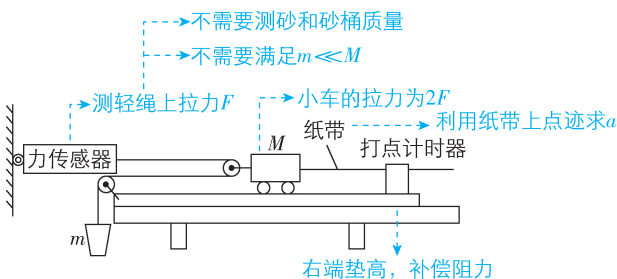 不需要测砂和砂桶质量
不需要满足m≪M
测轻绳上拉力F
小车的拉力为2F
利用纸带上点迹求a
纸带
打点计时器
M
力传感器
m
右端垫高，补偿阻力